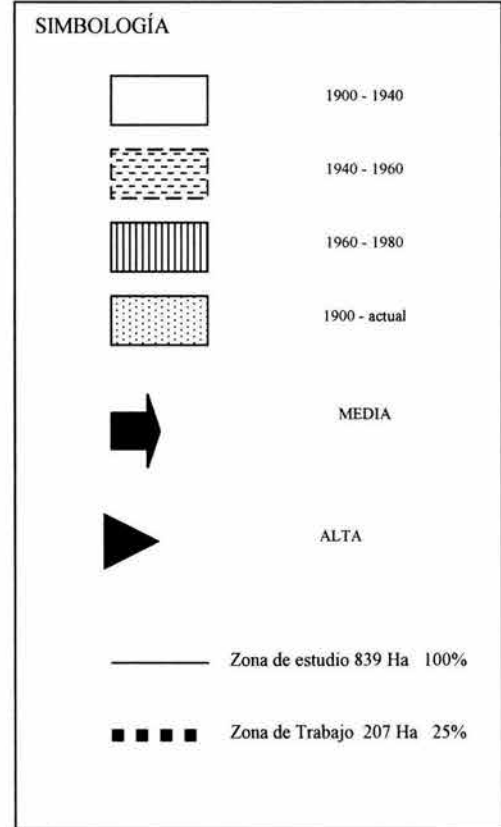 SIMBOLOGÍA
1900 - 1940
1940 - 1960
1960 - 1980
1900 - actual
MEDIA
ALTA
Zona de estudio 839 Ha 100%
Zona de Trabajo 207 Ha 25%